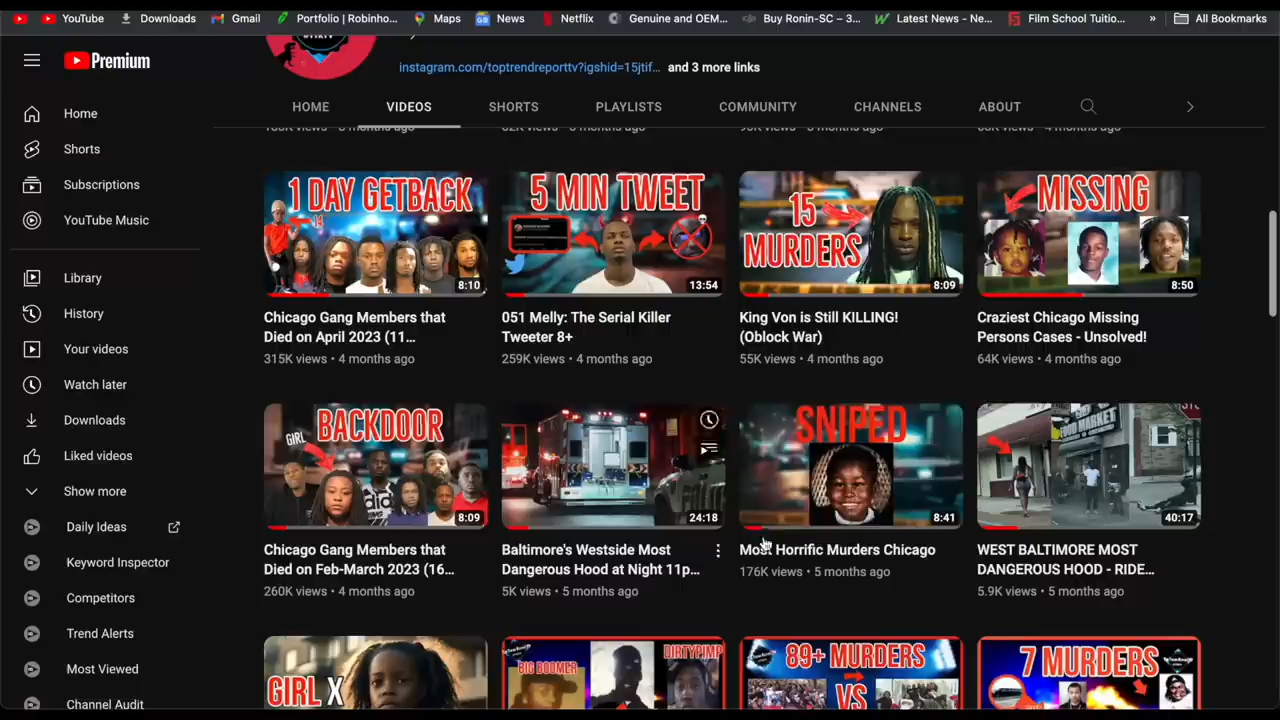 YouTube
Downloads
Gmail
Portfolio | Robinho...
Maps
News
Netflix
Genuine and OEM...
Buy Ronin-SC – 3...
Latest News - Ne...
Film School Tuitio...
»
All Bookmarks
Premium
instagram.com/toptrendreporttv?igshid=15jtif... and 3 more links
HOME
VIDEOS
SHORTS
PLAYLISTS
COMMUNITY
CHANNELS
ABOUT
Home
Shorts
Subscriptions
YouTube Music
Library
History
Your videos
Watch later
Downloads
Liked videos
Show more
Daily Ideas
Keyword Inspector
Competitors
Trend Alerts
Most Viewed
Channel Audit
1 DAY GETBACK
14
8:10
Chicago Gang Members that
Died on April 2023 (11...
315K views • 4 months ago
5 MIN TWEET
13:54
051 Melly: The Serial Killer
Tweeter 8+
259K views • 4 months ago
15
MURDERS
8:09
King Von is Still KILLING!
(Oblock War)
55K views • 4 months ago
MISSING
8:50
Craziest Chicago Missing
Persons Cases - Unsolved!
64K views • 4 months ago
BACKDOOR
GIRL
adidas
8:09
Chicago Gang Members that
Died on Feb-March 2023 (16...
260K views • 4 months ago
24:18
Baltimore's Westside Most
Dangerous Hood at Night 11p...
5K views • 5 months ago
SNIPED
8:41
Most Horrific Murders Chicago
176K views • 5 months ago
FOOD MARKET
40:17
WEST BALTIMORE MOST
DANGEROUS HOOD - RIDE...
5.9K views • 5 months ago
GIRL X
BIG BOOMER
DIRTYPIMP
89+ MURDERS
VS
7 MURDERS